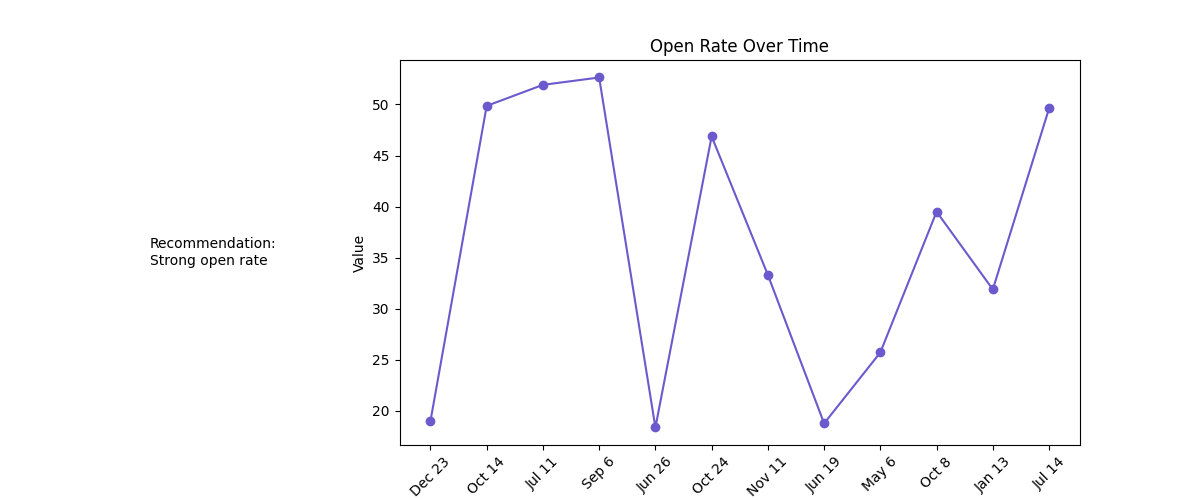 Open Rate Over Time
Recommendation:
Strong open rate
Value
50
45
40
35
30
25
20
Dec 23
Oct 14
Jul 11
Sep 6
Jun 26
Oct 24
Nov 11
Jun 19
May 6
Oct 8
Jan 13
Jul 14